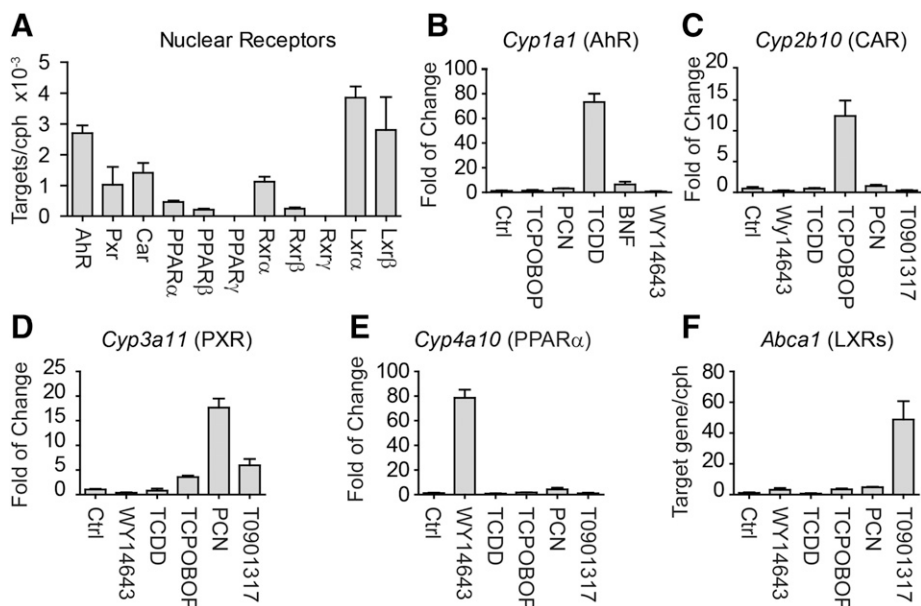 A
Nuclear Receptors
Targets/cph x10-3
5
4
3
2
1
0
AhR
Pxr
Car
PPARα
PPARβ
PPARγ
Rxrα
Rxrβ
Rxrγ
Lxrα
Lxrβ
B
Cyp1a1 (AhR)
Fold of Change
100
80
60
40
20
0
Ctrl
TCPOBOP
PCN
TCDD
BNF
WY14643
C
Cyp2b10 (CAR)
Fold of Change
20
15
10
5
0
Ctrl
Wy14643
TCDD
TCPOBOP
PCN
T0901317
D
Cyp3a11 (PXR)
Fold of Change
25
20
15
10
5
0
Ctrl
WY14643
TCDD
TCPOBOP
PCN
T0901317
E
Cyp4a10 (PPARα)
Fold of Change
100
80
60
40
20
0
Ctrl
WY14643
TCDD
TCPOBOP
PCN
T0901317
F
Abca1 (LXRs)
Target gene/cph
80
60
40
20
0
Ctrl
WY14643
TCDD
TCPOBOP
PCN
T0901317